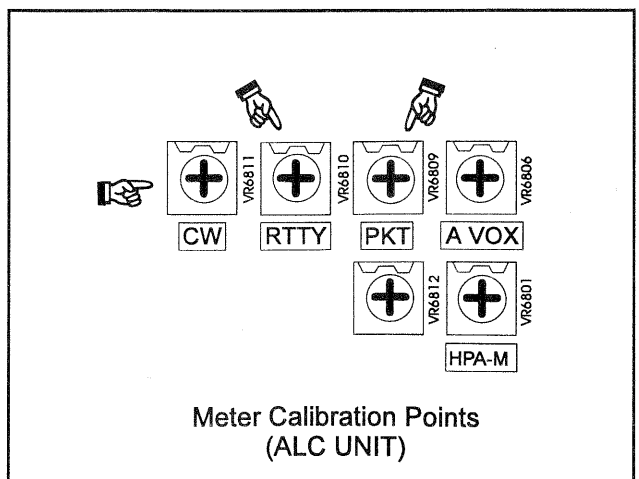 VR6811 VR6810 VR6809 VR6806
CW RTTY PKT A VOX
VR6812 VR6801
HPA-M
Meter Calibration Points
(ALC UNIT)